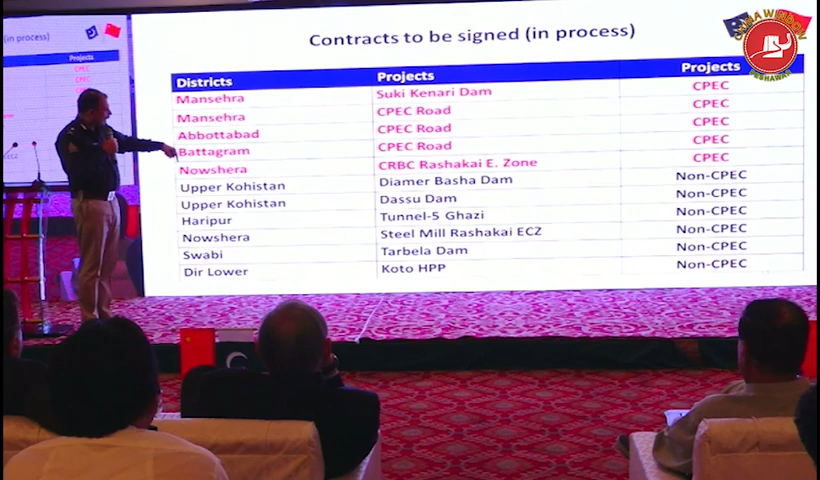 (in process)
Projects
CPEC
CPEC
CPEC
Contracts to be signed (in process)
Districts Projects Projects
Mansehra Suki Kenari Dam CPEC
Mansehra CPEC Road CPEC
Abbottabad CPEC Road CPEC
Battagram CPEC Road CPEC
Nowshera CRBC Rashakai E. Zone CPEC
Upper Kohistan Diamer Basha Dam Non-CPEC
Upper Kohistan Dassu Dam Non-CPEC
Haripur Tunnel-5 Ghazi Non-CPEC
Nowshera Steel Mill Rashakai ECZ Non-CPEC
Swabi Tarbela Dam Non-CPEC
Dir Lower Koto HPP Non-CPEC
CHINA WINDOW
PESHAWAR